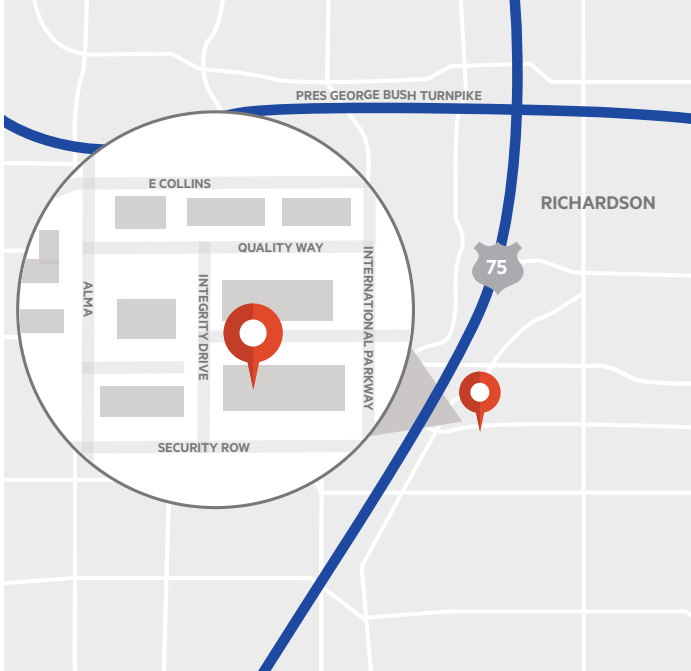 PRES GEORGE BUSH TURNPIKE
E COLLINS
RICHARDSON
QUALITY WAY
75
ALMA
INTEGRITY DRIVE
INTERNATIONAL PARKWAY
SECURITY ROW